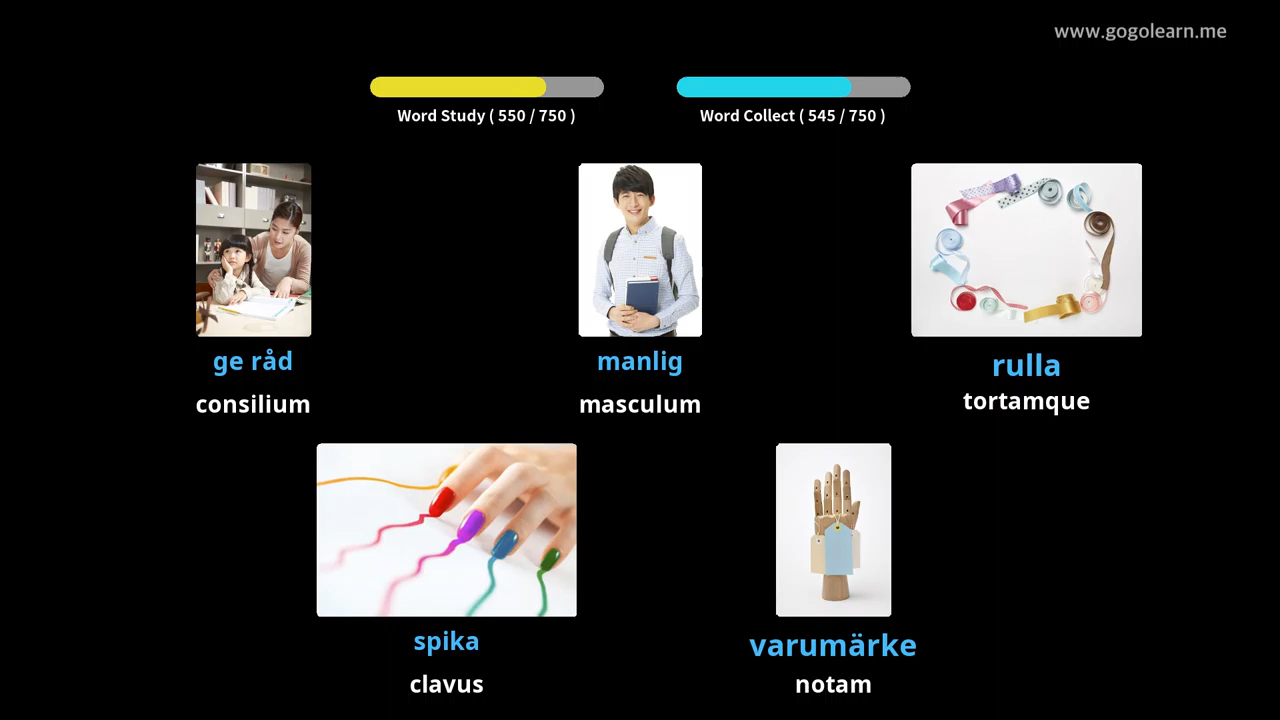 www.gogolearn.me
Word Study ( 550 / 750 )
Word Collect ( 545 / 750 )
ge råd
consilium
manlig
masculum
rulla
tortamque
spika
clavus
varumärke
notam